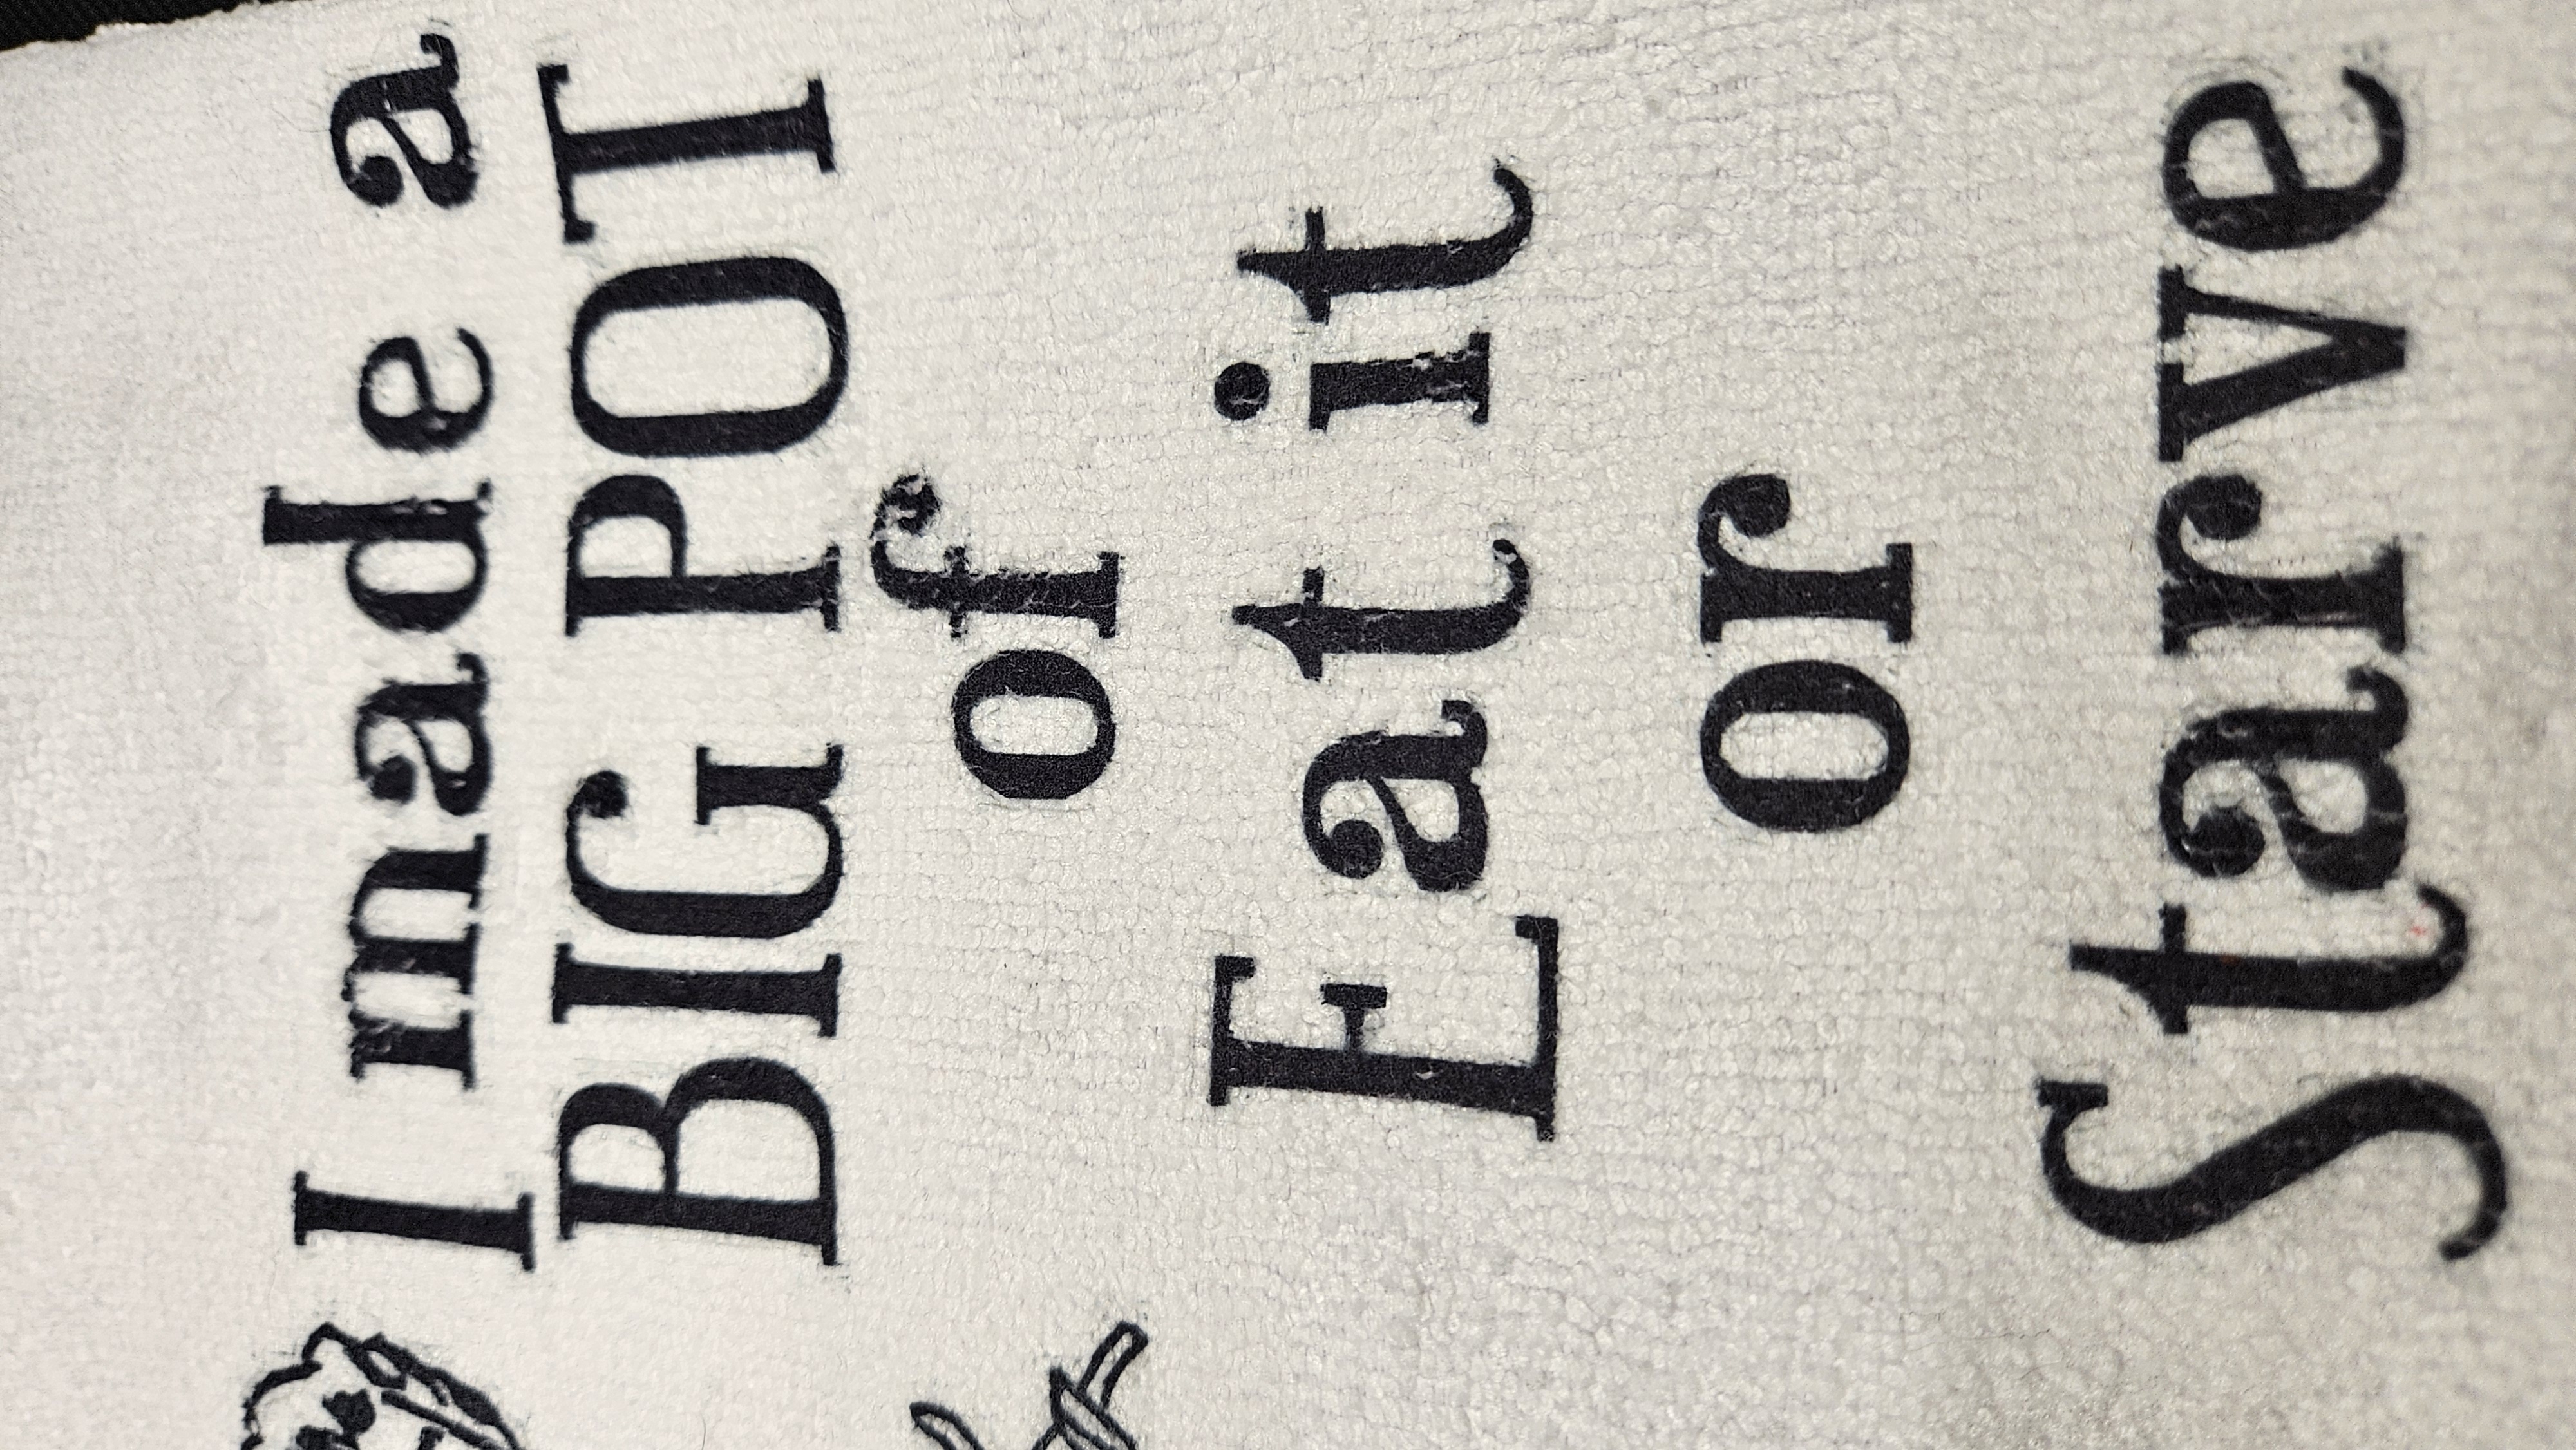 I made a
BIG POT
of
Eat it
or
Starve